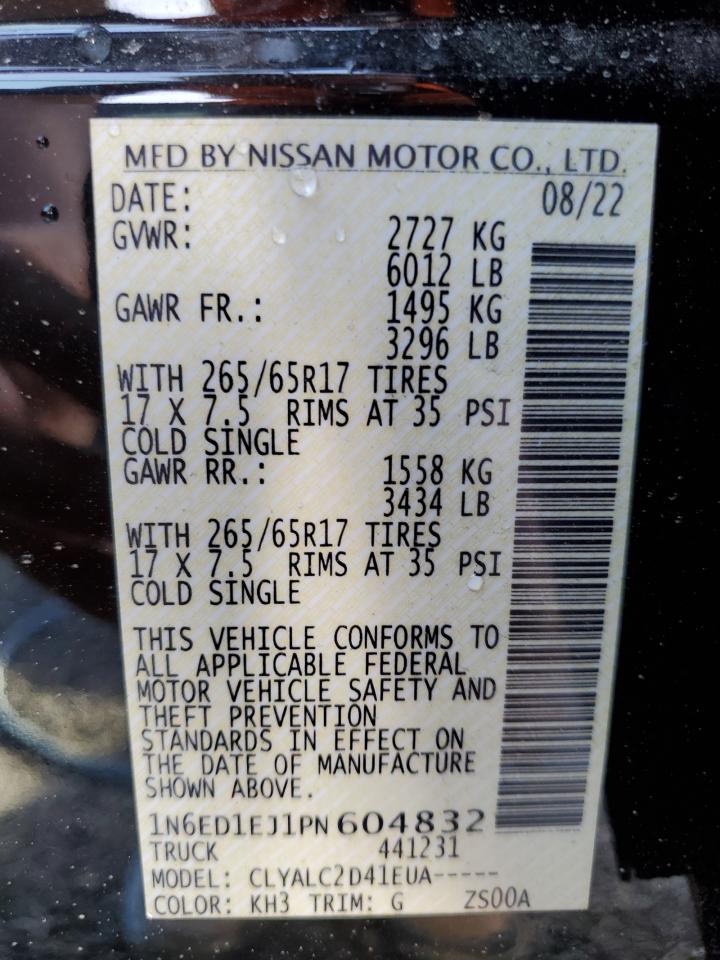 MFD BY NISSAN MOTOR CO., LTD.
DATE: 08/22
GVWR: 2727 KG
6012 LB
GAWR FR.: 1495 KG
3296 LB
WITH 265/65R17 TIRES
17 X 7.5 RIMS AT 35 PSI
COLD SINGLE
GAWR RR.: 1558 KG
3434 LB
WITH 265/65R17 TIRES
17 X 7.5 RIMS AT 35 PSI
COLD SINGLE
THIS VEHICLE CONFORMS TO
ALL APPLICABLE FEDERAL
MOTOR VEHICLE SAFETY AND
THEFT PREVENTION
STANDARDS IN EFFECT ON
THE DATE OF MANUFACTURE
SHOWN ABOVE.
1N6ED1EJ1PN604832
TRUCK 441231
MODEL: CLYALC2D41EUA-----
COLOR: KH3 TRIM: G ZS00A